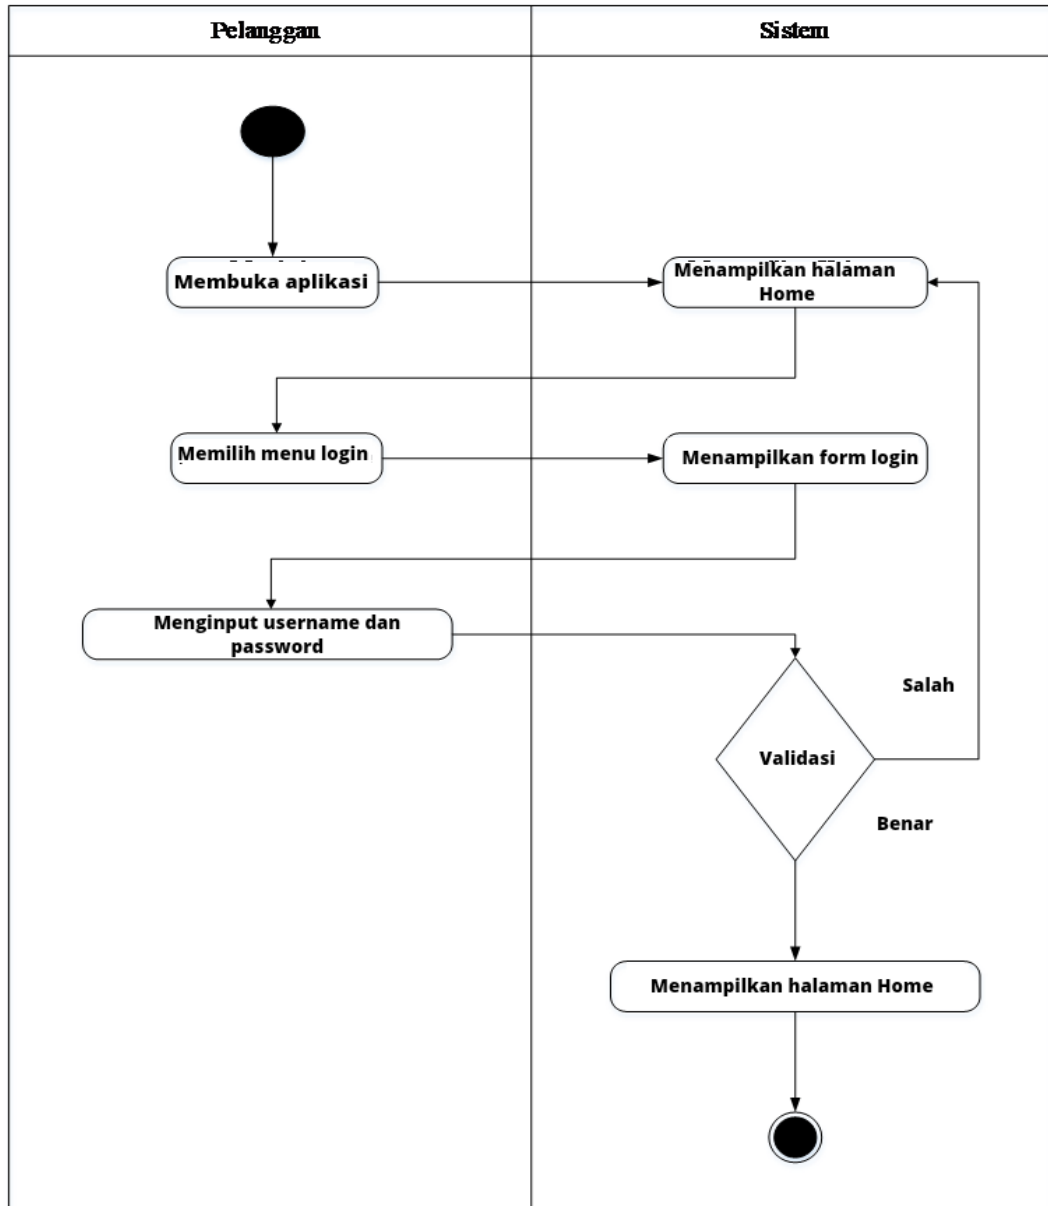 Pelanggan
Sistem
Membuka aplikasi
Menampilkan halaman
Home
Memilih menu login
Menampilkan form login
Menginput username dan
password
Salah
Validasi
Benar
Menampilkan halaman Home